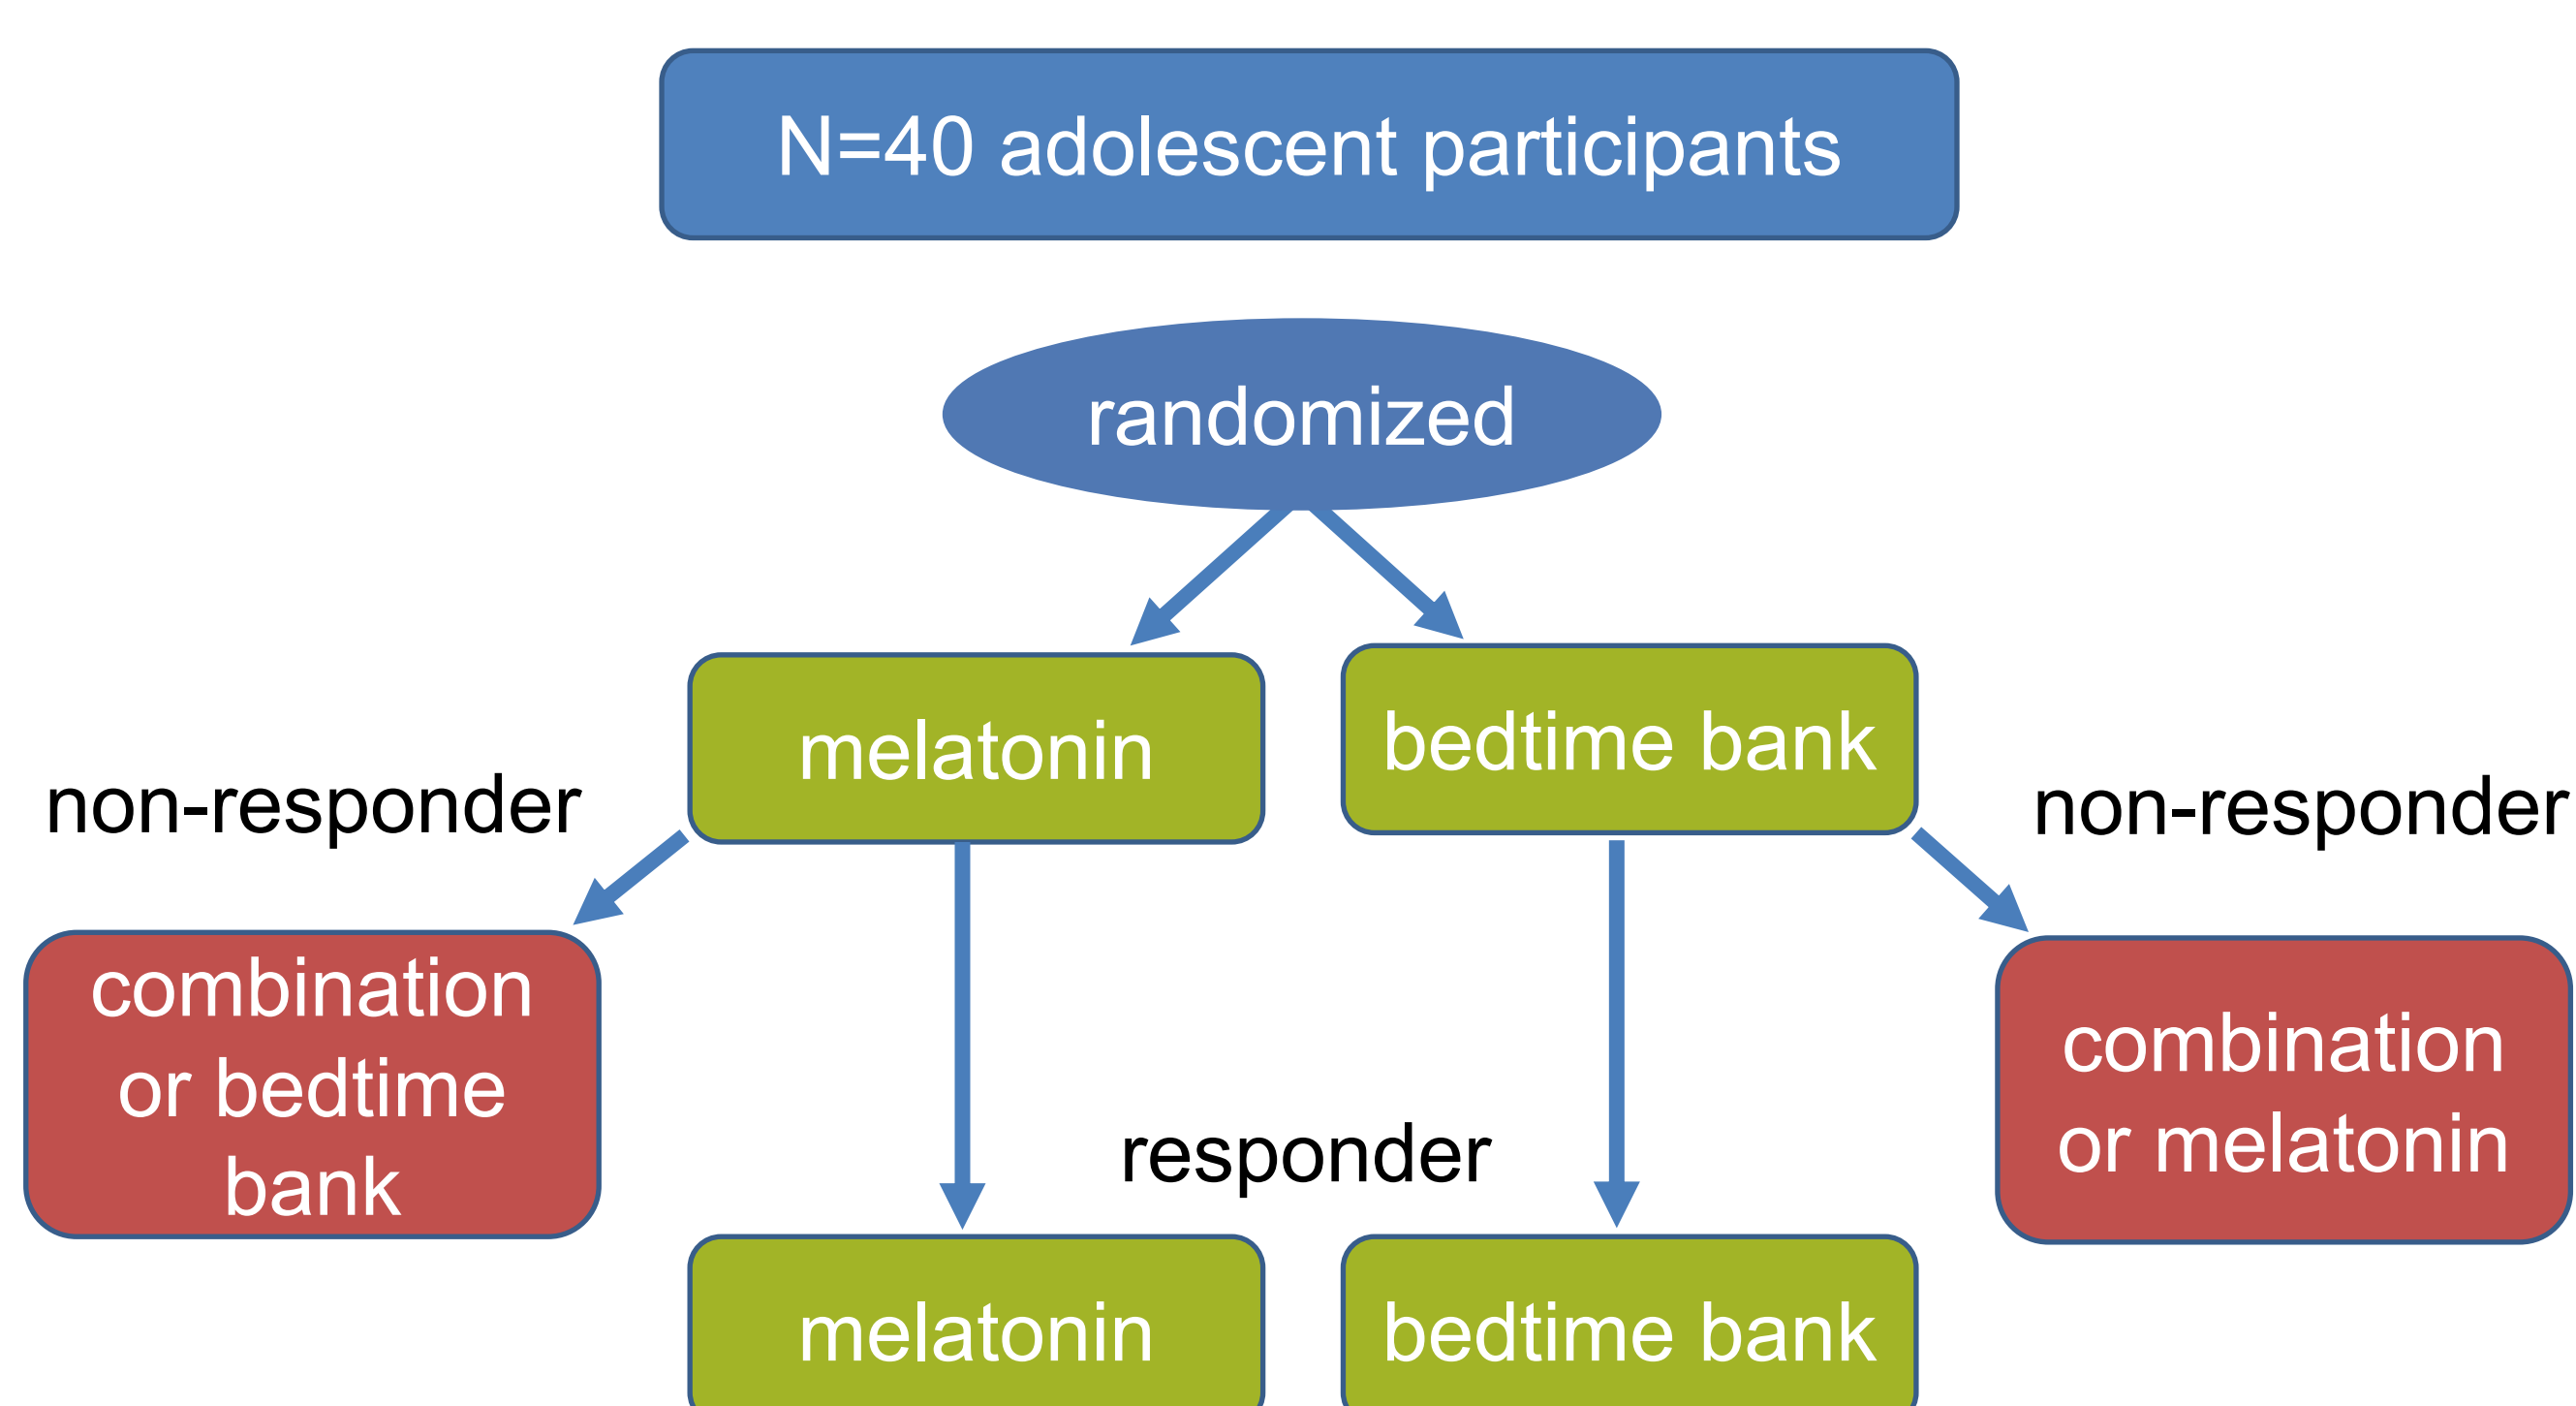 N=40 adolescent participants
randomized
melatonin
bedtime bank
non-responder
non-responder
combination
or bedtime
bank
combination
or melatonin
responder
melatonin
bedtime bank